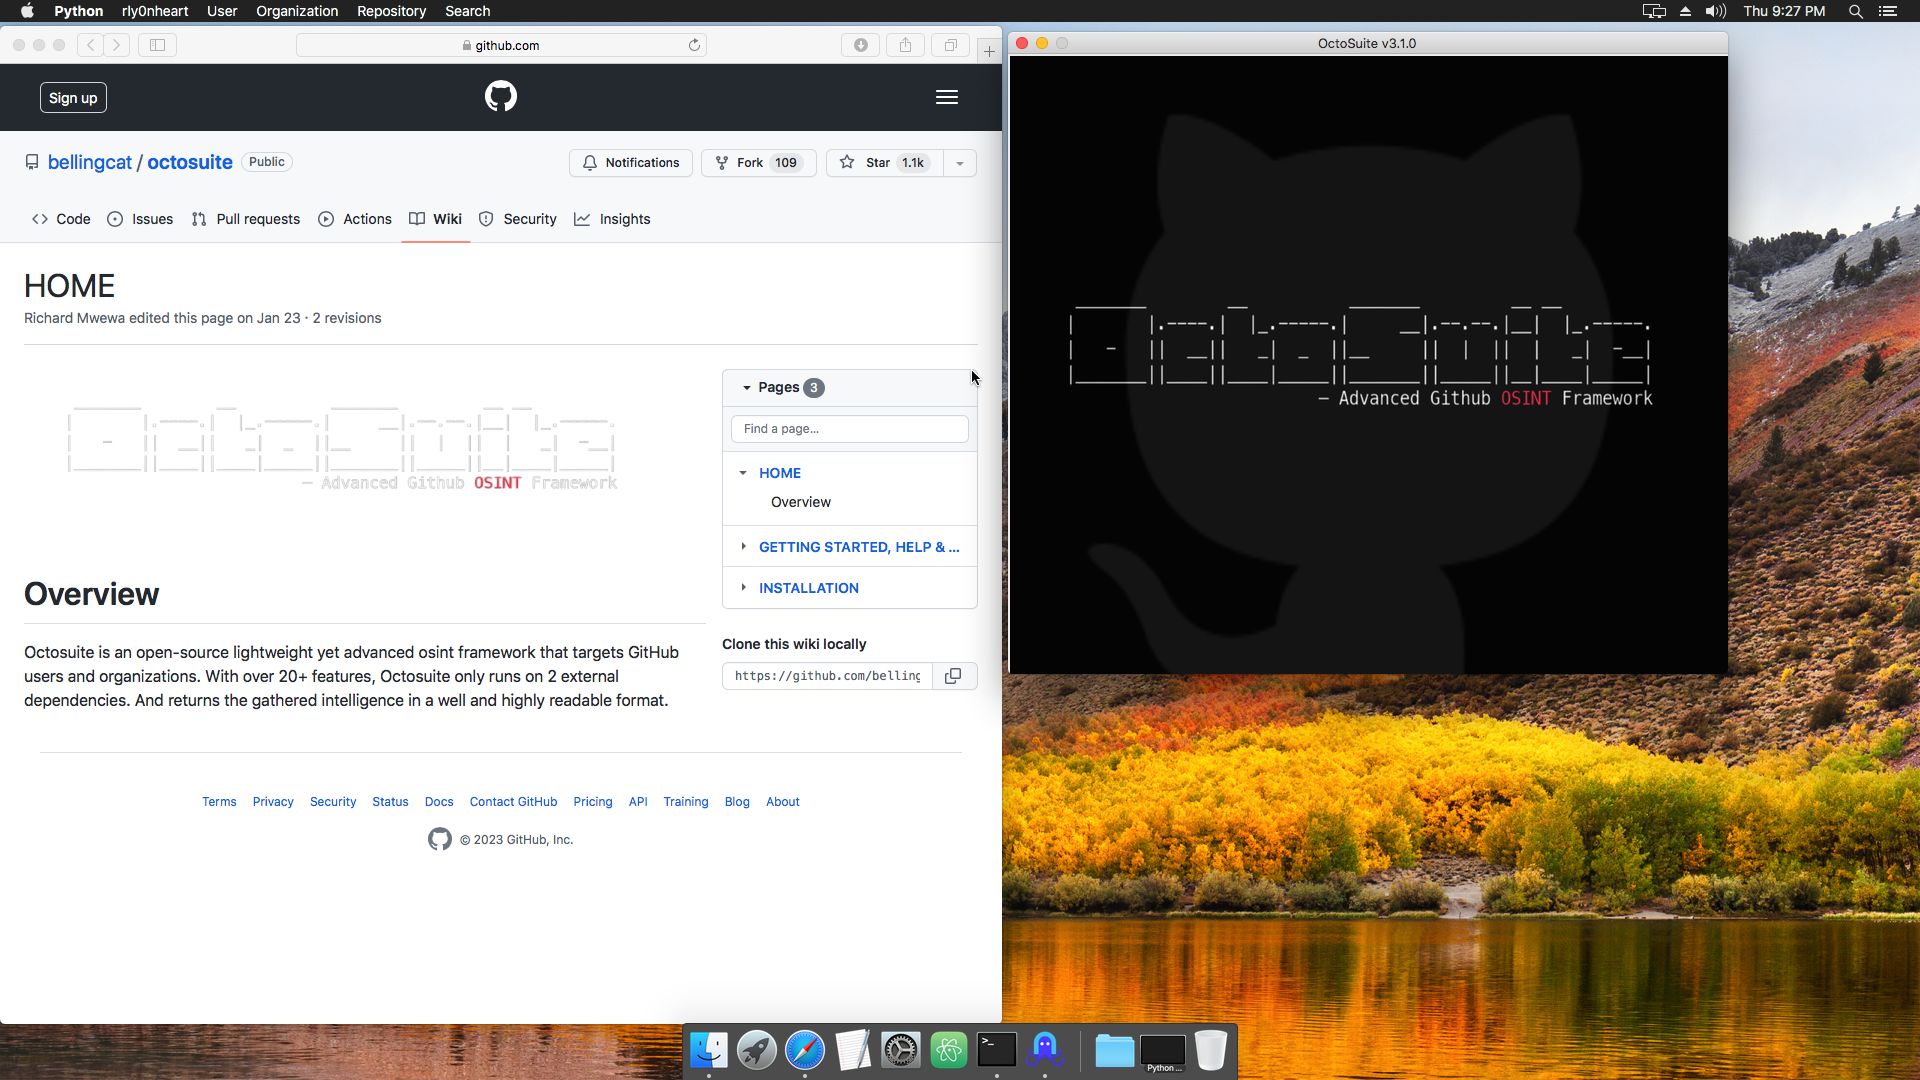 Python rly0nheart User Organization Repository Search
Thu 9:27 PM
github.com
Sign up
bellingcat / octosuite Public
Notifications
Fork 109
Star 1.1k
Code
Issues
Pull requests
Actions
Wiki
Security
Insights
HOME
Richard Mwewa edited this page on Jan 23 · 2 revisions
OctoSuite
— Advanced Github OSINT Framework
Overview
Octosuite is an open-source lightweight yet advanced osint framework that targets GitHub
users and organizations. With over 20+ features, Octosuite only runs on 2 external
dependencies. And returns the gathered intelligence in a well and highly readable format.
Pages 3
Find a page...
HOME
Overview
GETTING STARTED, HELP & ...
INSTALLATION
Clone this wiki locally
https://github.com/belling
Terms Privacy Security Status Docs Contact GitHub Pricing API Training Blog About
© 2023 GitHub, Inc.
OctoSuite v3.1.0
OctoSuite
— Advanced Github OSINT Framework
>_
Python ...